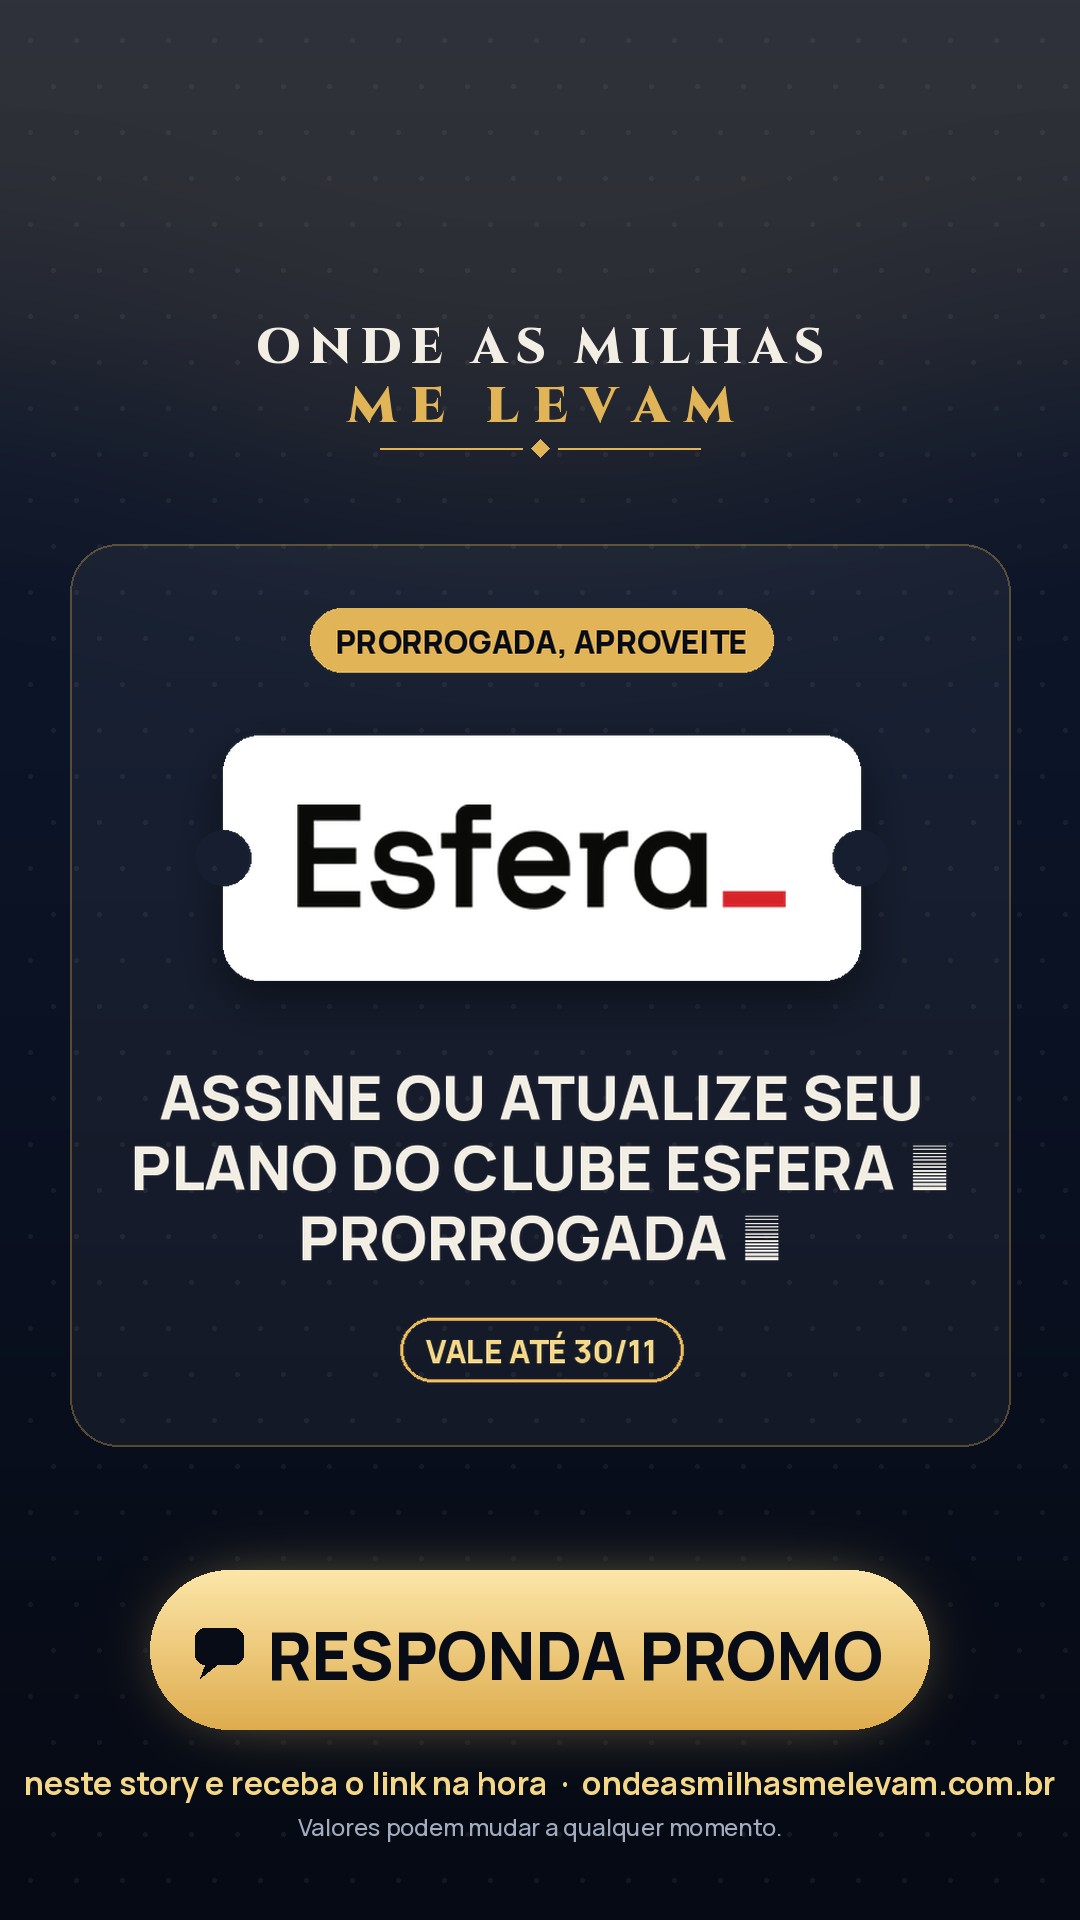 ONDE AS MILHAS
ME LEVAM
PRORROGADA, APROVEITE
Esfera_
ASSINE OU ATUALIZE SEU
PLANO DO CLUBE ESFERA
PRORROGADA
VALE ATÉ 30/11
RESPONDA PROMO
neste story e receba o link na hora · ondeasmilhasmelevam.com.br
Valores podem mudar a qualquer momento.